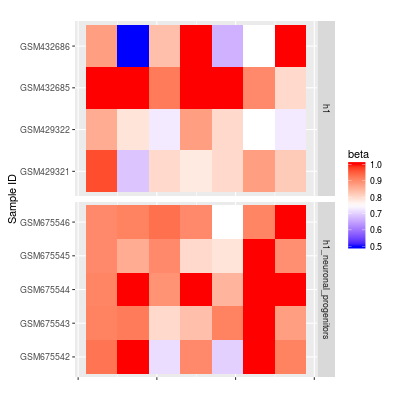 GSM432686
GSM432685
GSM429322
GSM429321
h1
GSM675546
GSM675545
GSM675544
GSM675543
GSM675542
h1_neuronal_progenitors
Sample ID
beta
1.0
0.9
0.8
0.7
0.6
0.5